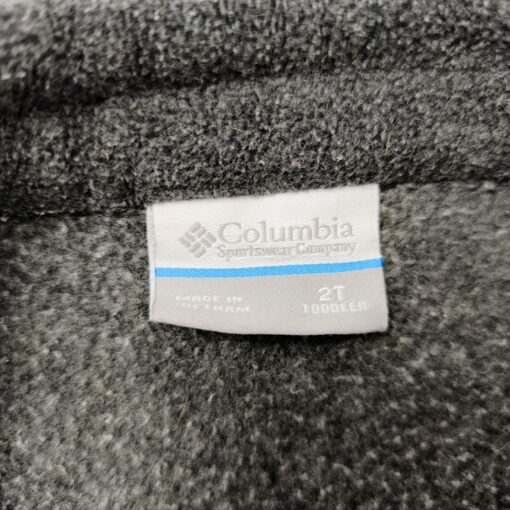 Columbia
Sportswear Company
MADE IN
VIETNAM
2T
TODDLER